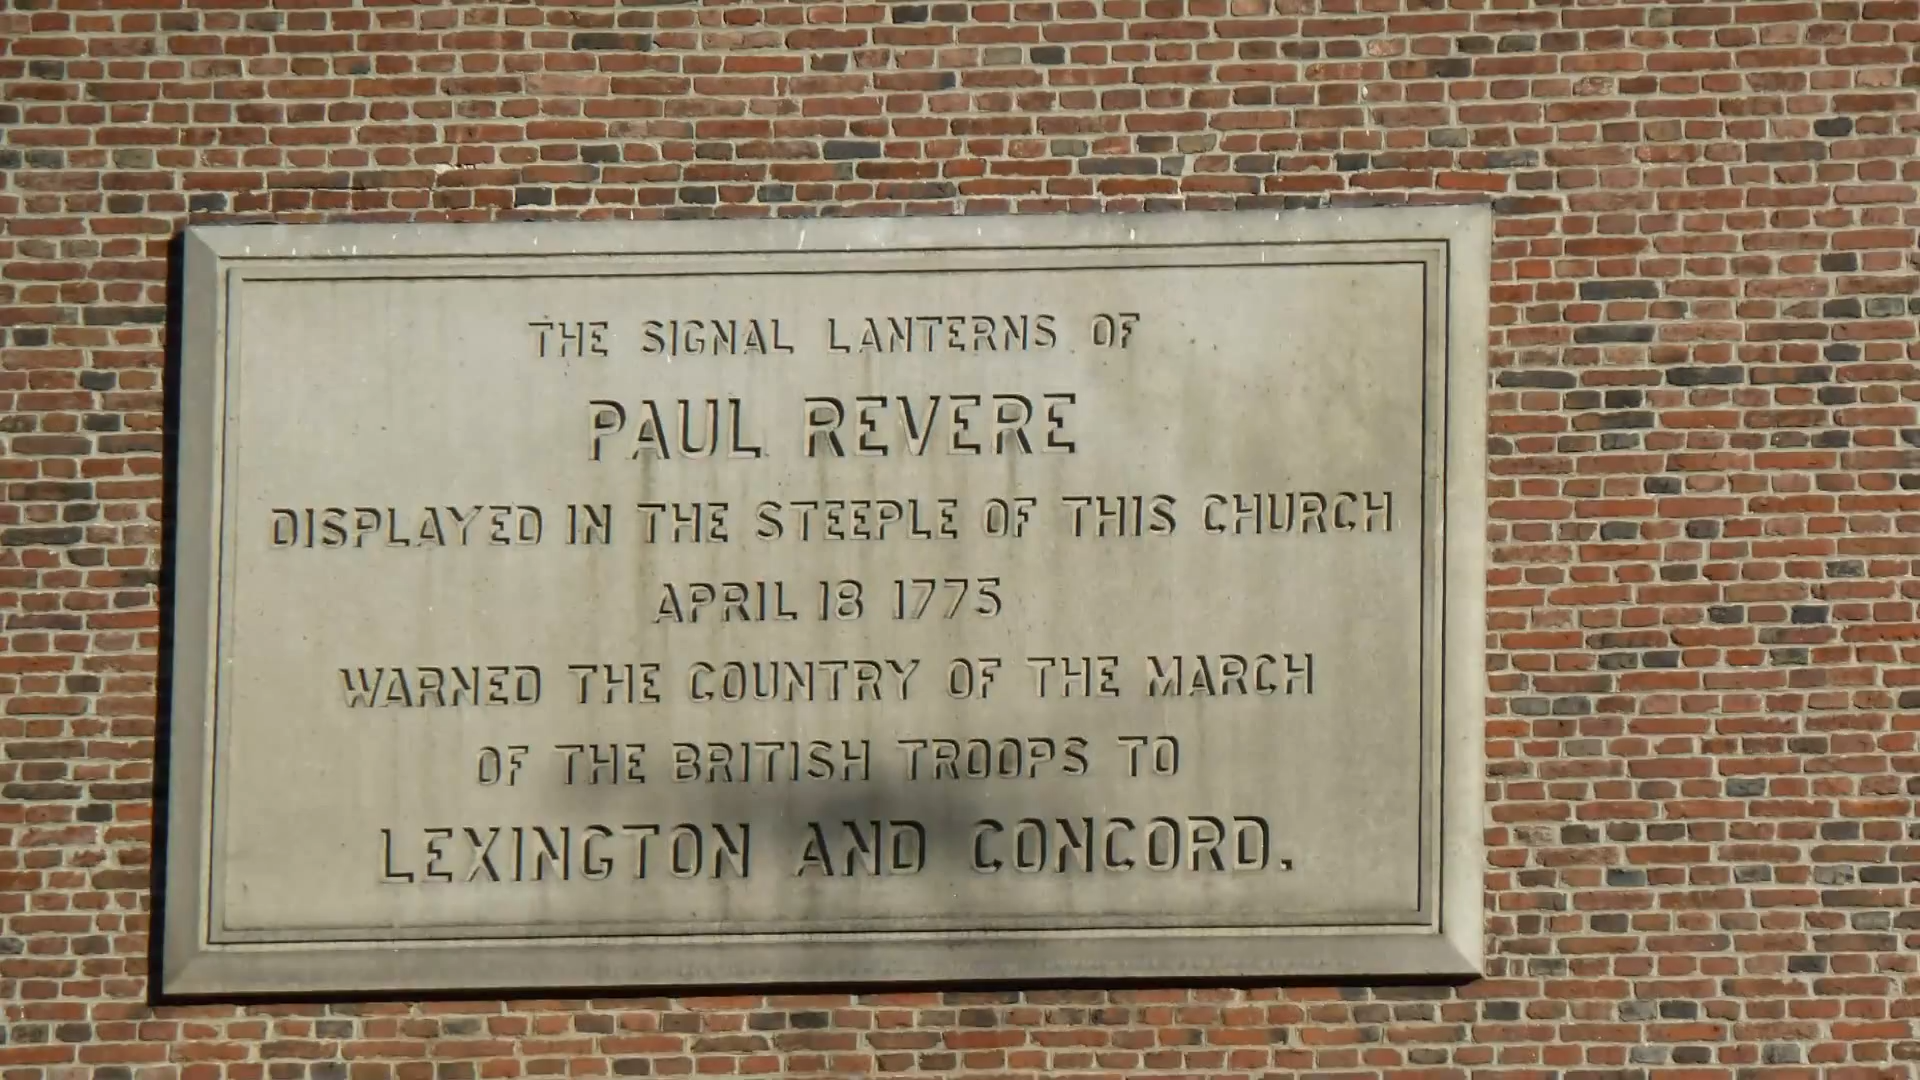 THE SIGNAL LANTERNS OF
PAUL REVERE
DISPLAYED IN THE STEEPLE OF THIS CHURCH
APRIL 18 1775
WARNED THE COUNTRY OF THE MARCH
OF THE BRITISH TROOPS TO
LEXINGTON AND CONCORD.